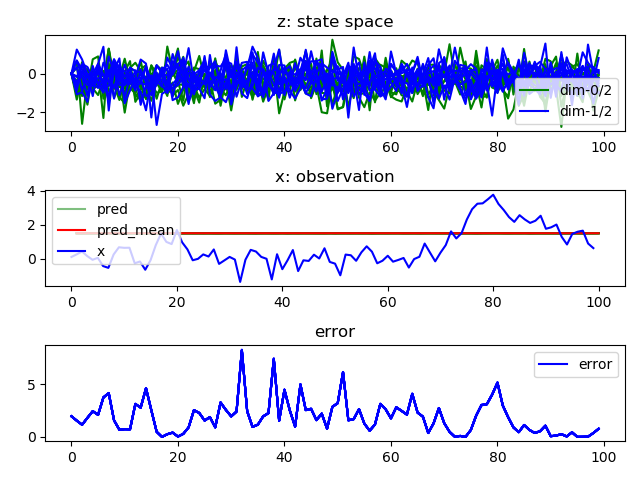 z: state space
0
−2
dim-0/2
dim-1/2
0
20
40
60
80
100
x: observation
4
2
0
pred
pred_mean
x
0
20
40
60
80
100
error
5
0
error
0
20
40
60
80
100